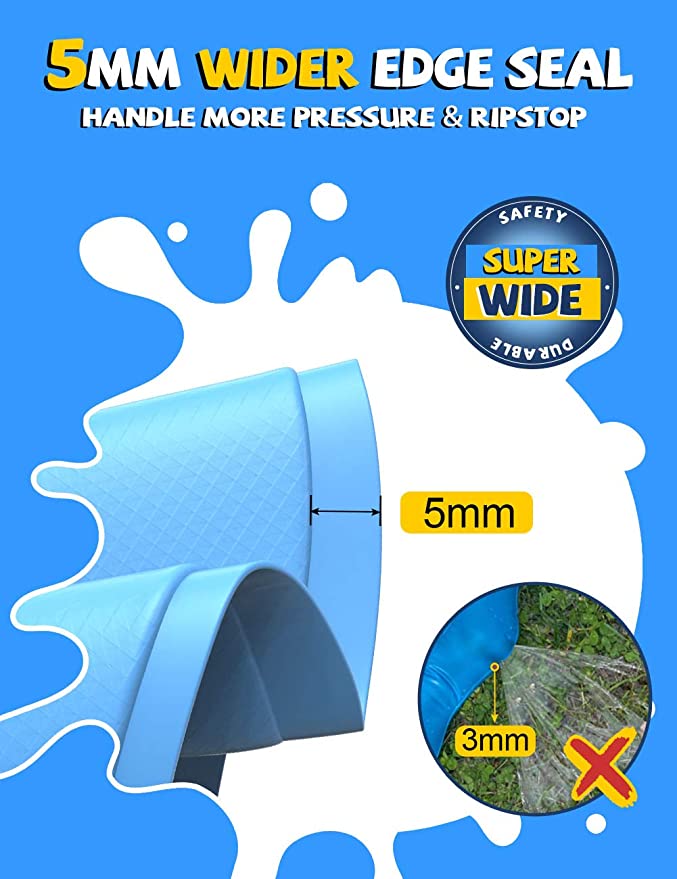 5MM WIDER EDGE SEAL
HANDLE MORE PRESSURE & RIPSTOP
SAFETY
SUPER
WIDE
DURABLE
5mm
3mm